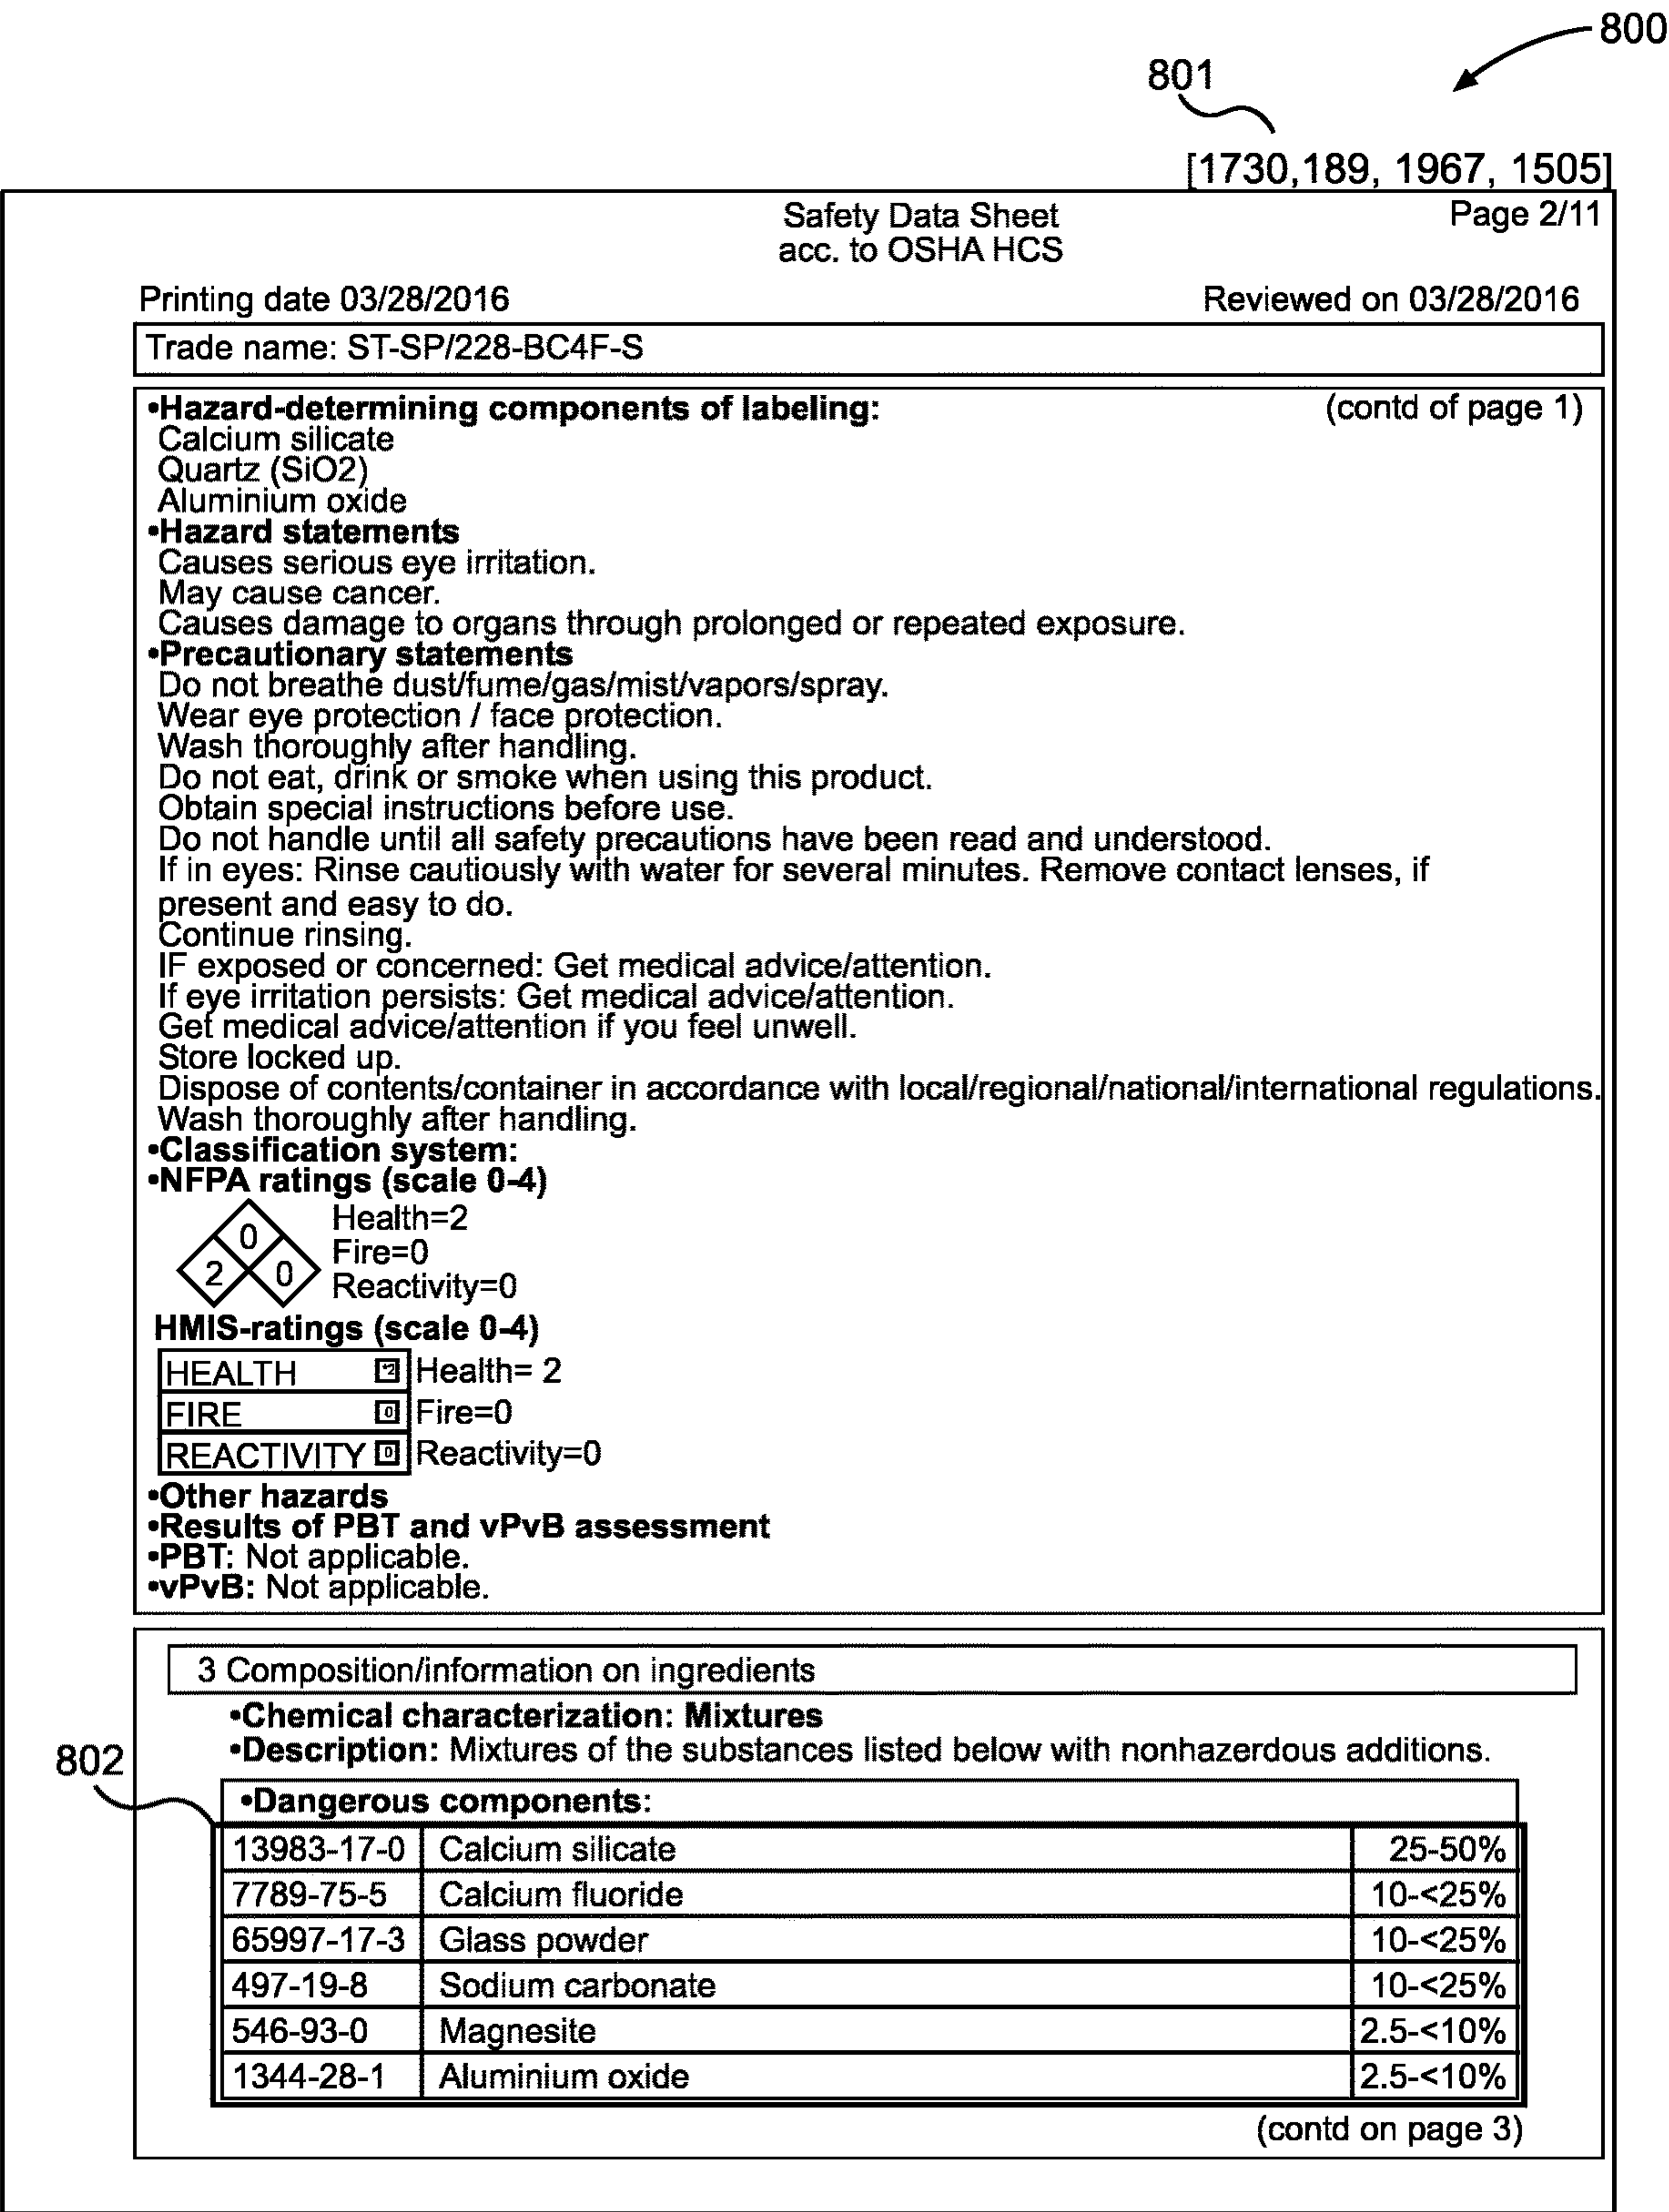 800
801
[1730,189, 1967, 1505]
Safety Data Sheet
Page 2/11
acc. to OSHA HCS
Printing date 03/28/2016
Reviewed on 03/28/2016
Trade name: ST-SP/228-BC4F-S
•Hazard-determining components of labeling:
(contd of page 1)
Calcium silicate
Quartz (SiO2)
Aluminium oxide
•Hazard statements
Causes serious eye irritation.
May cause cancer.
Causes damage to organs through prolonged or repeated exposure.
•Precautionary statements
Do not breathe dust/fume/gas/mist/vapors/spray.
Wear eye protection / face protection.
Wash thoroughly after handling.
Do not eat, drink or smoke when using this product.
Obtain special instructions before use.
Do not handle until all safety precautions have been read and understood.
If in eyes: Rinse cautiously with water for several minutes. Remove contact lenses, if
present and easy to do.
Continue rinsing.
IF exposed or concerned: Get medical advice/attention.
If eye irritation persists: Get medical advice/attention.
Get medical advice/attention if you feel unwell.
Store locked up.
Dispose of contents/container in accordance with local/regional/national/international regulations.
Wash thoroughly after handling.
•Classification system:
•NFPA ratings (scale 0-4)
0
2 0
Health=2
Fire=0
Reactivity=0
HMIS-ratings (scale 0-4)
HEALTH *2 Health= 2
FIRE 0 Fire=0
REACTIVITY 0 Reactivity=0
•Other hazards
•Results of PBT and vPvB assessment
•PBT: Not applicable.
•vPvB: Not applicable.
3 Composition/information on ingredients
•Chemical characterization: Mixtures
•Description: Mixtures of the substances listed below with nonhazerdous additions.
802
•Dangerous components:
13983-17-0 Calcium silicate 25-50%
7789-75-5 Calcium fluoride 10-<25%
65997-17-3 Glass powder 10-<25%
497-19-8 Sodium carbonate 10-<25%
546-93-0 Magnesite 2.5-<10%
1344-28-1 Aluminium oxide 2.5-<10%
(contd on page 3)